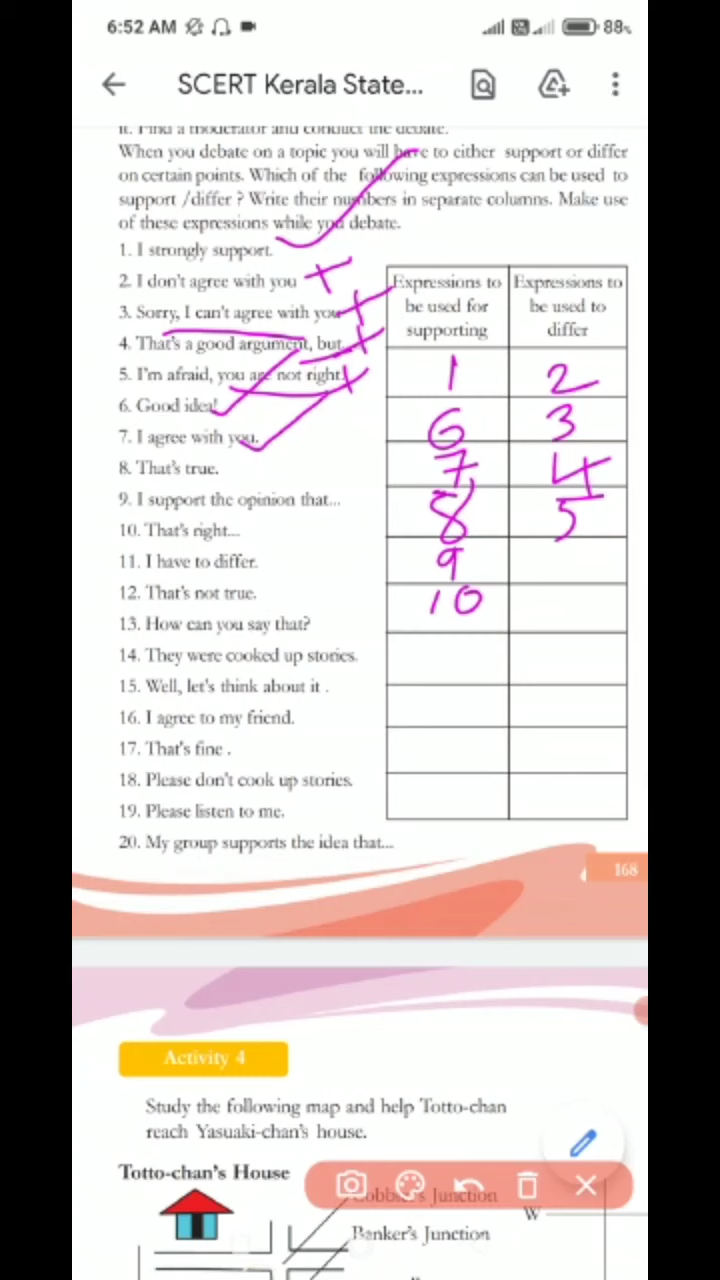 6:52 AM 88%
SCERT Kerala State...
it. Find a moderator and conduct the debate.
When you debate on a topic you will have to either support or differ
on certain points. Which of the following expressions can be used to
support /differ ? Write their numbers in separate columns. Make use
of these expressions while you debate.
1. I strongly support.
2. I don't agree with you
3. Sorry, I can't agree with you
4. That's a good argument, but
5. I'm afraid, you are not right.
6. Good idea!
7. I agree with you.
8. That's true.
9. I support the opinion that...
10. That's right...
11. I have to differ.
12. That's not true.
13. How can you say that?
14. They were cooked up stories.
15. Well, let's think about it .
16. I agree to my friend.
17. That's fine .
18. Please don't cook up stories.
19. Please listen to me.
20. My group supports the idea that...
Expressions to be used for supporting
Expressions to be used to differ
1 2
6 3
7 4
8 5
9
10
168
Activity 4
Study the following map and help Totto-chan
reach Yasuaki-chan's house.
Totto-chan's House
Cobbler's Junction
W
Banker's Junction